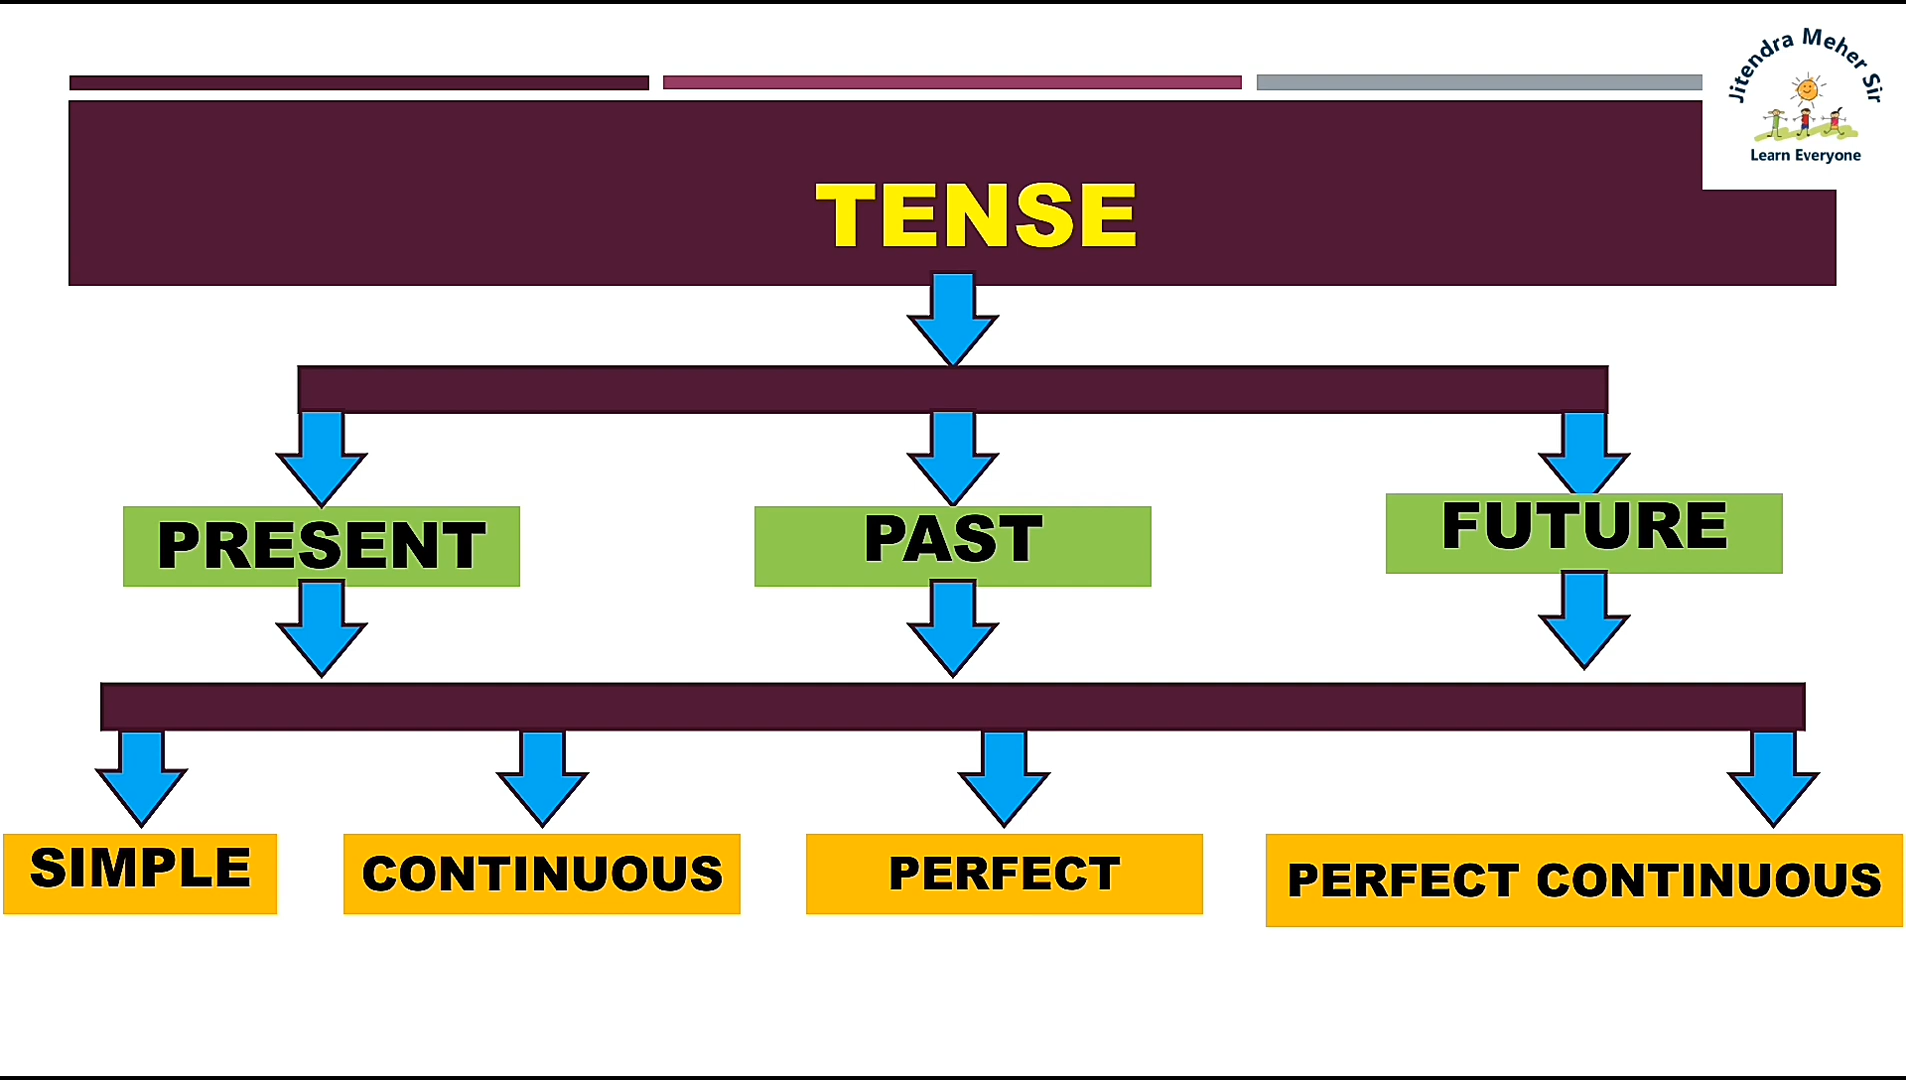 Jitendra Meher Sir
Learn Everyone
TENSE
PRESENT
PAST
FUTURE
SIMPLE
CONTINUOUS
PERFECT
PERFECT CONTINUOUS